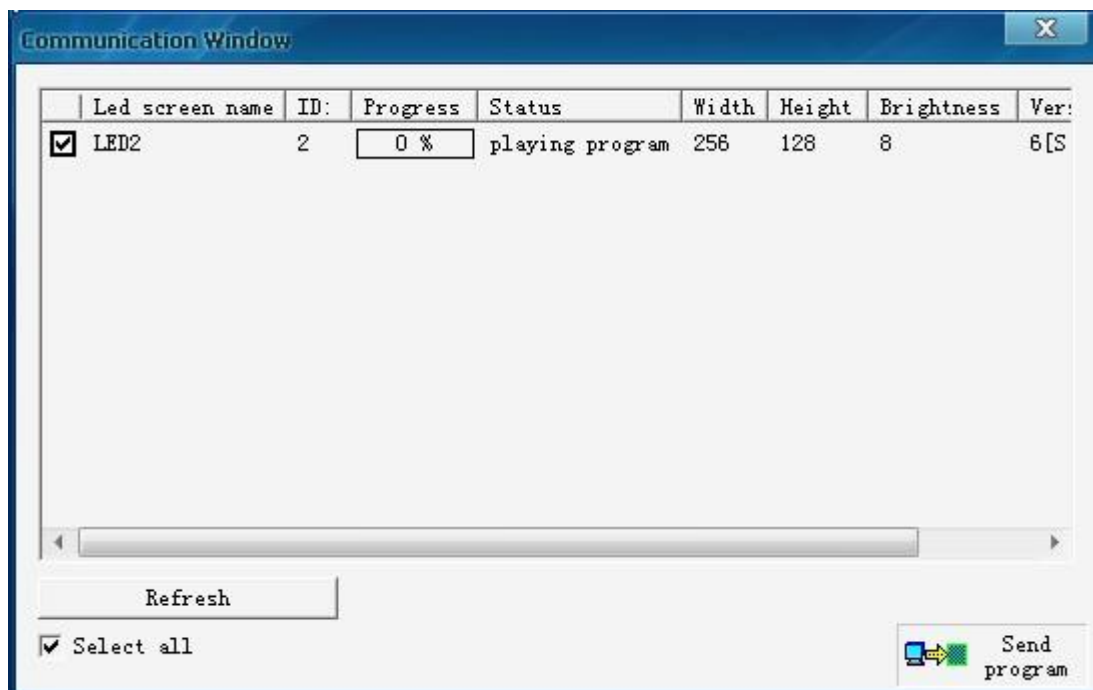 Communication Window
Led screen name ID: Progress Status Width Height Brightness
LED2 2 0 % playing program 256 128 8 6[S
Refresh
Select all
Send
program